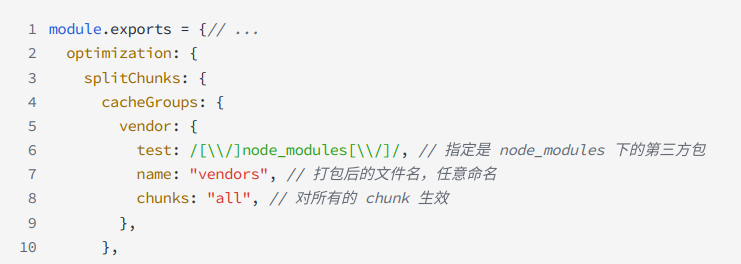 1 module.exports = {// ...
2   optimization: {
3     splitChunks: {
4       cacheGroups: {
5         vendor: {
6           test: /[\\/]node_modules[\\/]/, // 指定是 node_modules 下的第三方包
7           name: "vendors", // 打包后的文件名，任意命名
8           chunks: "all", // 对所有的 chunk 生效
9         },
10       },